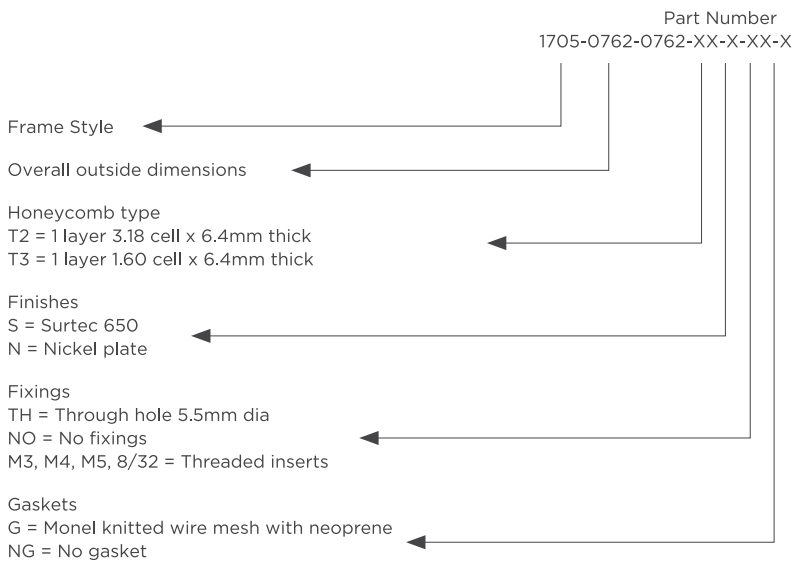 Part Number
1705-0762-0762-XX-X-XX-X
Frame Style
Overall outside dimensions
Honeycomb type
T2 = 1 layer 3.18 cell x 6.4mm thick
T3 = 1 layer 1.60 cell x 6.4mm thick
Finishes
S = Surtec 650
N = Nickel plate
Fixings
TH = Through hole 5.5mm dia
NO = No fixings
M3, M4, M5, 8/32 = Threaded inserts
Gaskets
G = Monel knitted wire mesh with neoprene
NG = No gasket